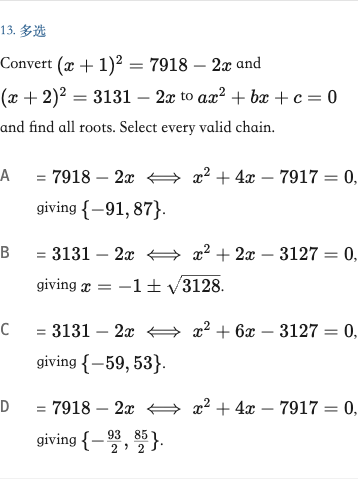 13. 多选
Convert (x + 1)² = 7918 − 2x and
(x + 2)² = 3131 − 2x to ax² + bx + c = 0
and find all roots. Select every valid chain.
A = 7918 − 2x ⟺ x² + 4x − 7917 = 0,
giving {−91, 87}.
B = 3131 − 2x ⟺ x² + 2x − 3127 = 0,
giving x = −1 ± √3128.
C = 3131 − 2x ⟺ x² + 6x − 3127 = 0,
giving {−59, 53}.
D = 7918 − 2x ⟺ x² + 4x − 7917 = 0,
giving {−93/2, 85/2}.